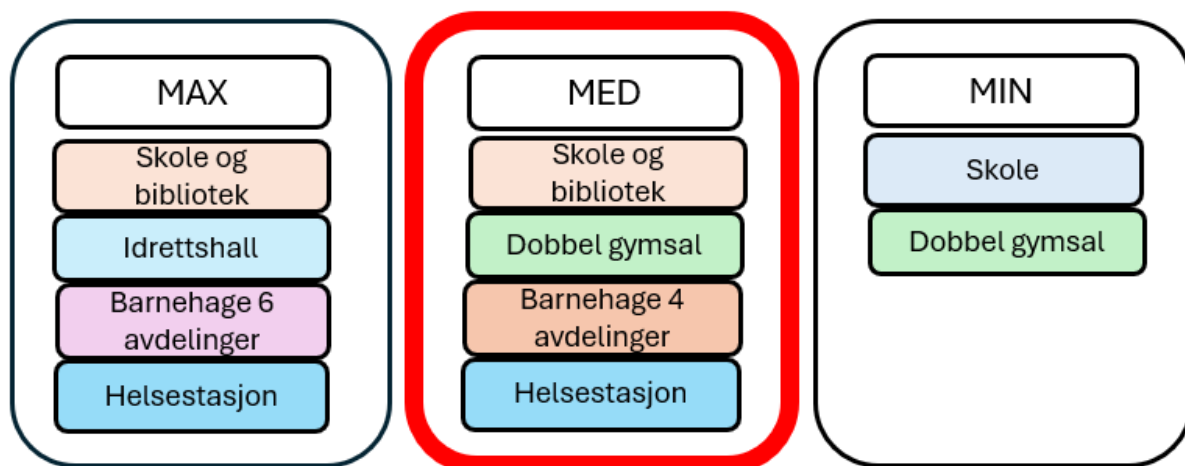 MAX
Skole og
bibliotek
Idrettshall
Barnehage 6
avdelinger
Helsestasjon
MED
Skole og
bibliotek
Dobbel gymsal
Barnehage 4
avdelinger
Helsestasjon
MIN
Skole
Dobbel gymsal